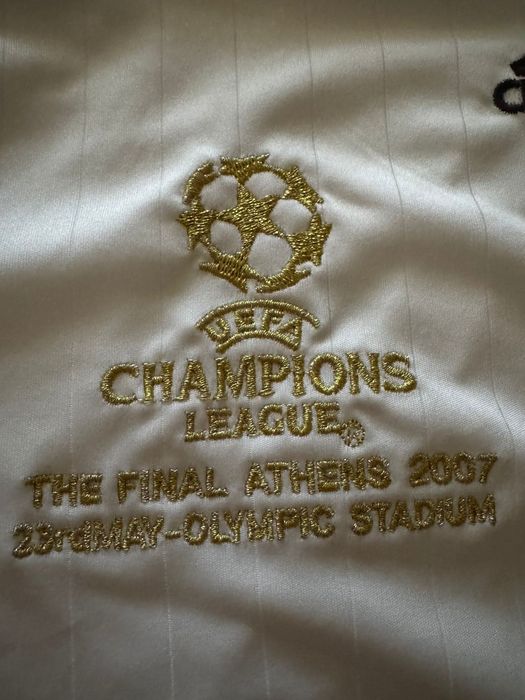 UEFA
CHAMPIONS
LEAGUE
THE FINAL ATHENS 2007
23rdMAY-OLYMPIC STADIUM